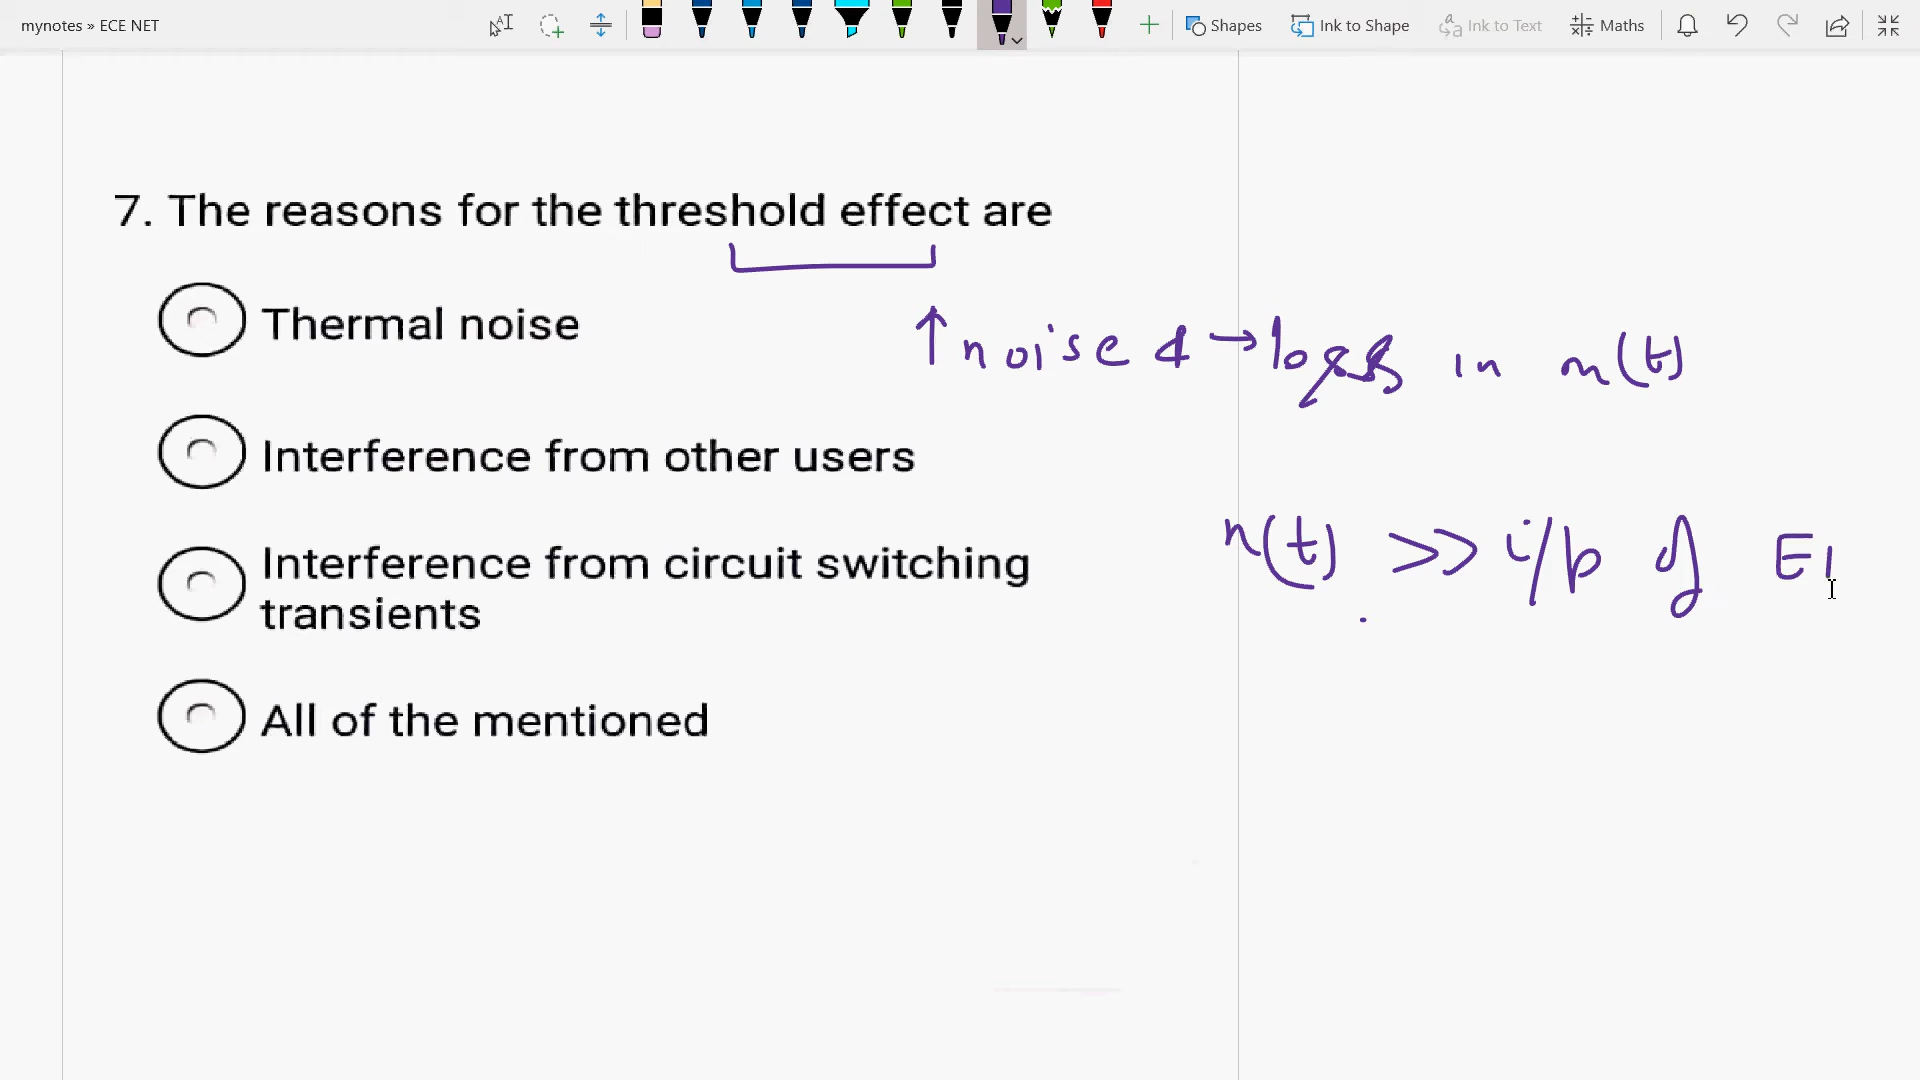 mynotes » ECE NET
Shapes
Ink to Shape
Ink to Text
Maths
7. The reasons for the threshold effect are
Thermal noise
↑ noise & → loss in m(t)
Interference from other users
n(t) >> i/p of E
Interference from circuit switching
transients
All of the mentioned